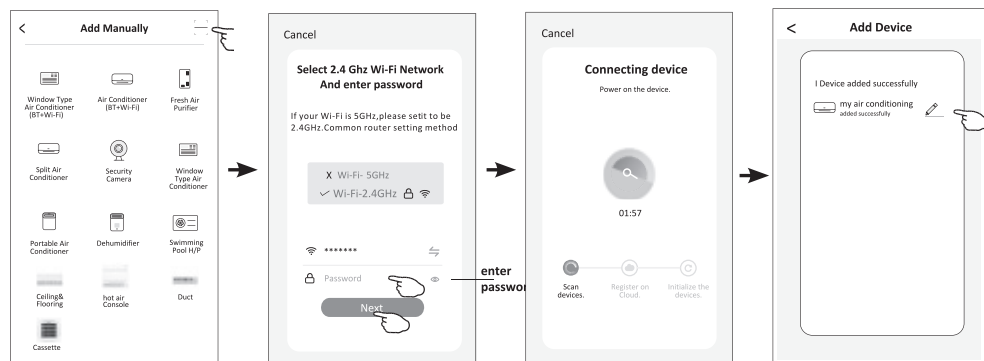 Add Manually
Window Type
Air Conditioner
(BT+Wi-Fi)
Air Conditioner
(BT+Wi-Fi)
Fresh Air
Purifier
Split Air
Conditioner
Security
Camera
Window
Type Air
Conditioner
Portable Air
Conditioner
Dehumidifier
Swimming
Pool H/P
Ceiling&
Flooring
hot air
Console
Duct
Cassette
Cancel
Select 2.4 Ghz Wi-Fi Network
And enter password
If your Wi-Fi is 5GHz,please setit to be
2.4GHz.Common router setting method
X Wi-Fi- 5GHz
Wi-Fi-2.4GHz
*******
Password
Next
enter
passwor
Cancel
Connecting device
Power on the device.
01:57
Scan
devices.
Register on
Cloud.
Initialize the
devices.
Add Device
I Device added successfully
my air conditioning
added successfully